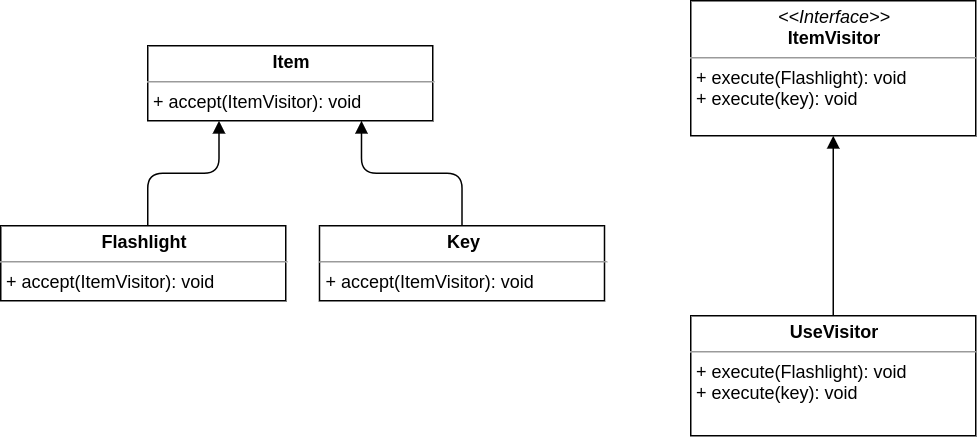 Item
+ accept(ItemVisitor): void
Flashlight
+ accept(ItemVisitor): void
Key
+ accept(ItemVisitor): void
<<Interface>>
ItemVisitor
+ execute(Flashlight): void
+ execute(key): void
UseVisitor
+ execute(Flashlight): void
+ execute(key): void